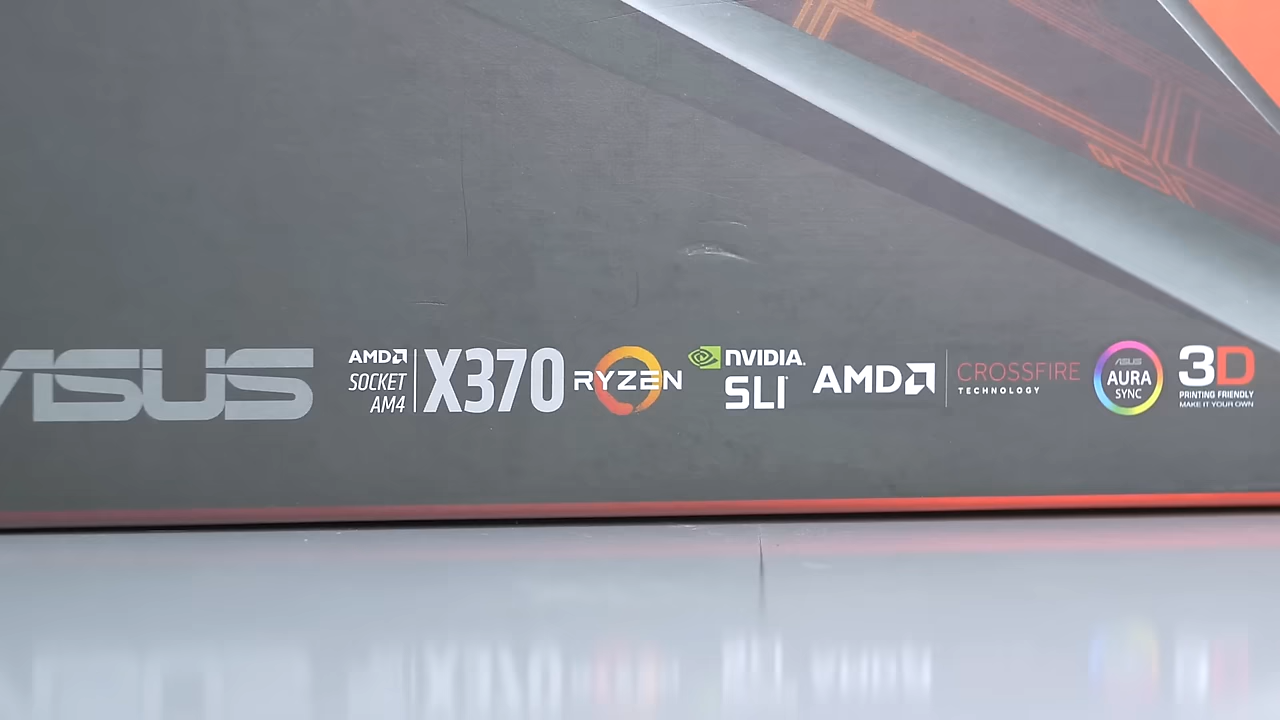 ASUS
AMD
SOCKET
AM4
X370
RYZEN
NVIDIA.
SLI
AMD
CROSSFIRE
TECHNOLOGY
ASUS
AURA
SYNC
3D
PRINTING FRIENDLY
MAKE IT YOUR OWN